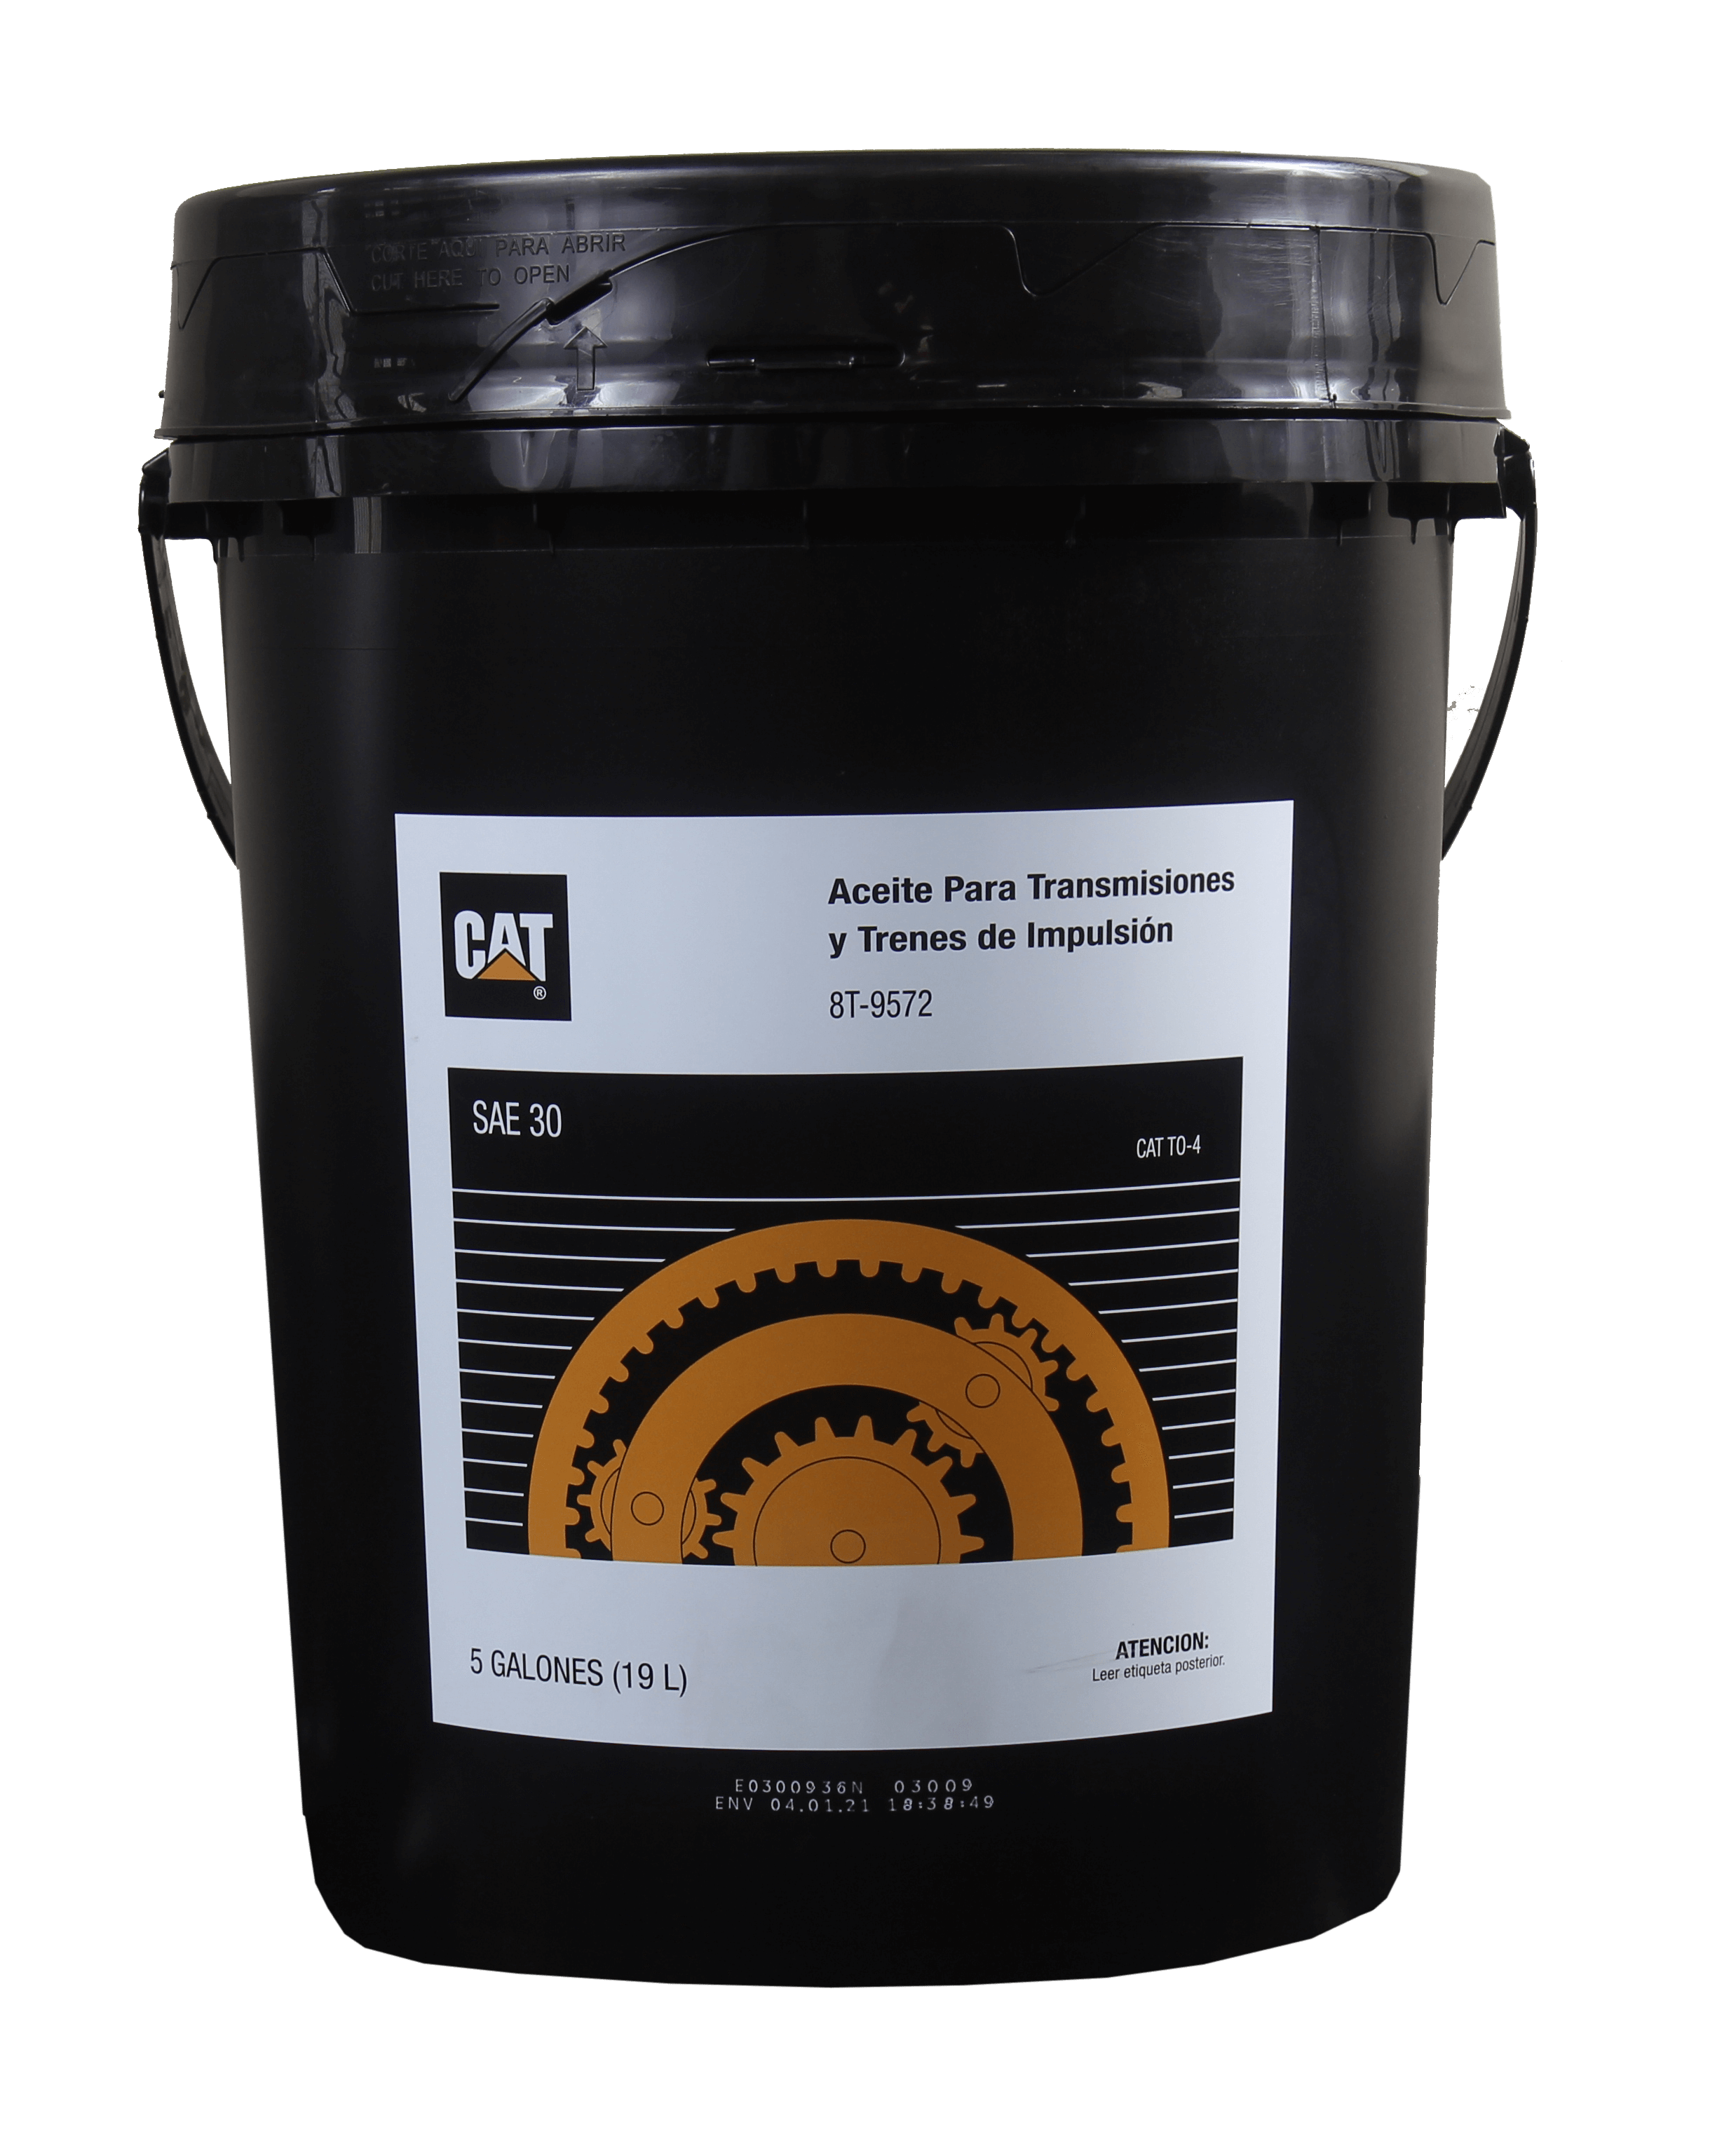 CORTE AQUI PARA ABRIR
CUT HERE TO OPEN
CAT
®
Aceite Para Transmisiones
y Trenes de Impulsión
8T-9572
SAE 30
CAT TO-4
5 GALONES (19 L)
ATENCION:
Leer etiqueta posterior.
E0300936N 03009
ENV 04.01.21 18:38:49